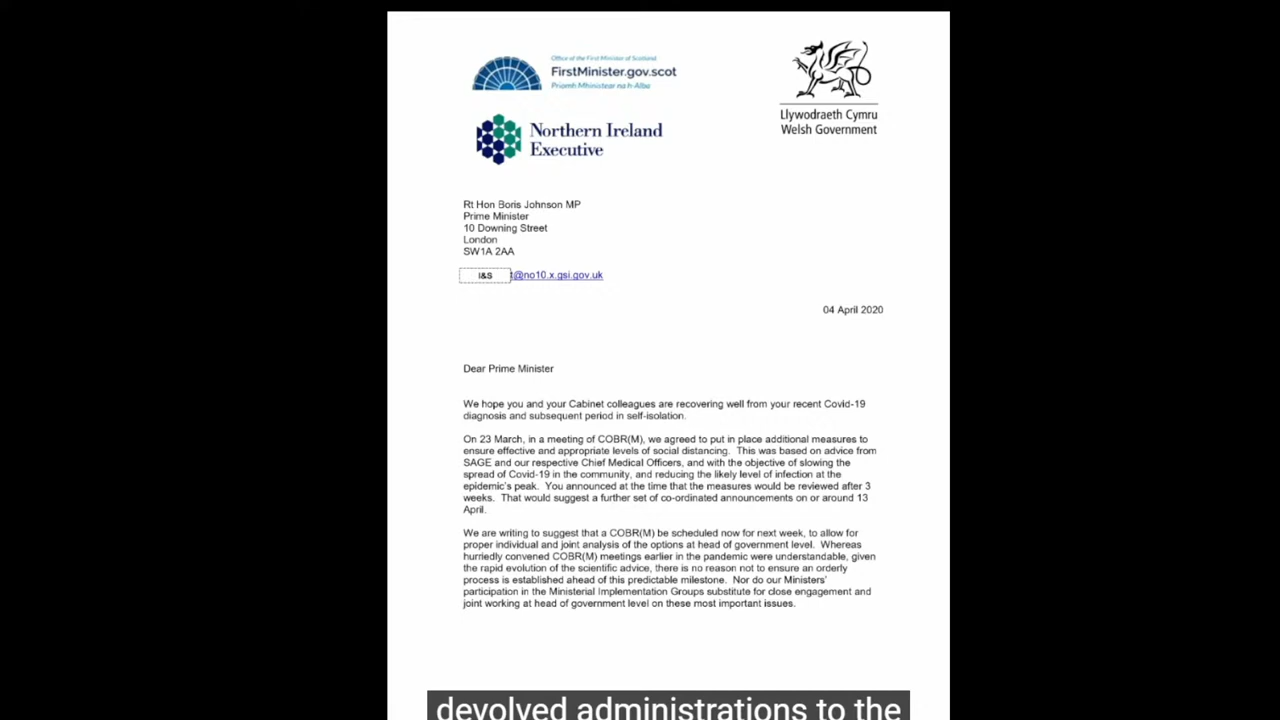 Office of the First Minister of Scotland
FirstMinister.gov.scot
Prìomh Mhinistear na h-Alba
Llywodraeth Cymru
Welsh Government
Northern Ireland
Executive
Rt Hon Boris Johnson MP
Prime Minister
10 Downing Street
London
SW1A 2AA
I&S t@no10.x.gsi.gov.uk
04 April 2020
Dear Prime Minister
We hope you and your Cabinet colleagues are recovering well from your recent Covid-19
diagnosis and subsequent period in self-isolation.
On 23 March, in a meeting of COBR(M), we agreed to put in place additional measures to
ensure effective and appropriate levels of social distancing. This was based on advice from
SAGE and our respective Chief Medical Officers, and with the objective of slowing the
spread of Covid-19 in the community, and reducing the likely level of infection at the
epidemic's peak. You announced at the time that the measures would be reviewed after 3
weeks. That would suggest a further set of co-ordinated announcements on or around 13
April.
We are writing to suggest that a COBR(M) be scheduled now for next week, to allow for
proper individual and joint analysis of the options at head of government level. Whereas
hurriedly convened COBR(M) meetings earlier in the pandemic were understandable, given
the rapid evolution of the scientific advice, there is no reason not to ensure an orderly
process is established ahead of this predictable milestone. Nor do our Ministers'
participation in the Ministerial Implementation Groups substitute for close engagement and
joint working at head of government level on these most important issues.
devolved administrations to the